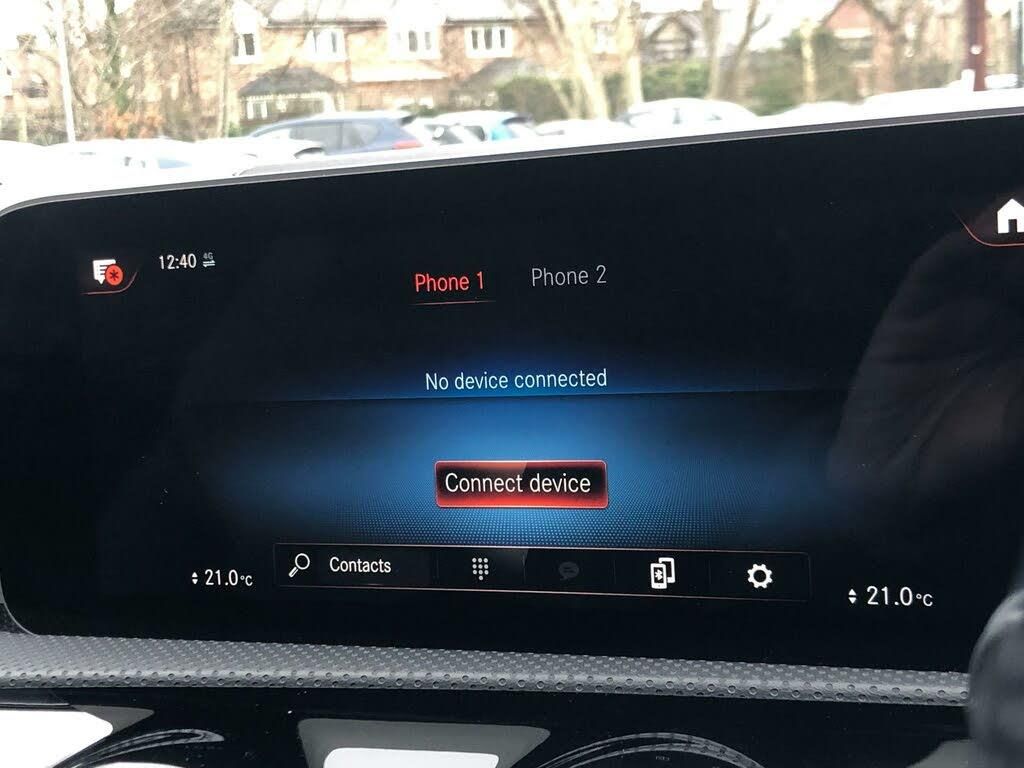 12:40 4G
Phone 1 Phone 2
No device connected
Connect device
Contacts
21.0°C
21.0°C